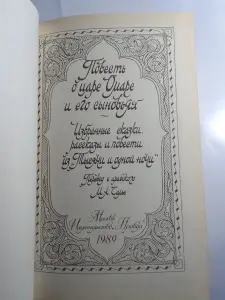 Повесть
о царе Омаре
и его сыновьях
Избранные сказки,
рассказы и повести
из "Тысячи и одной ночи"
Перевод с арабского
М.А. Салье
Москва
"Правда"
1989